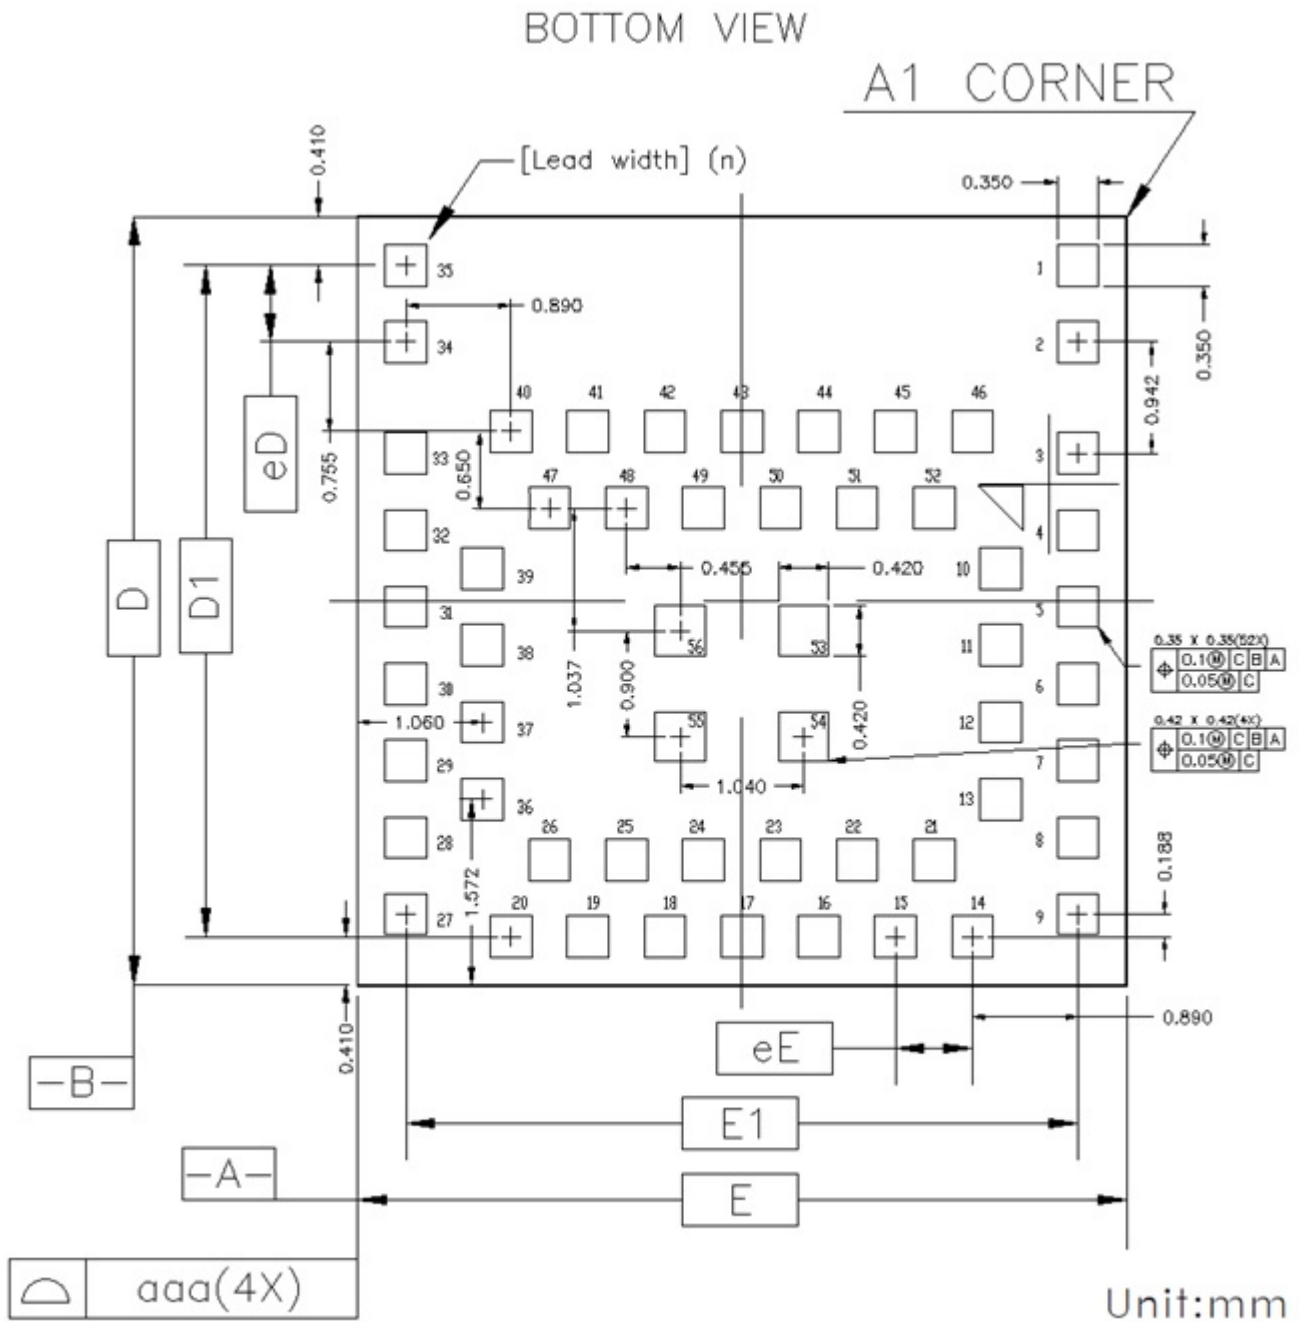 BOTTOM VIEW
A1 CORNER
0.410
[Lead width] (n)
0.350
35
1
0.350
0.890
34
2
0.942
eD
0.755
40 41 42 43 44 45 46
33
0.650
3
47 48 49 50 51 52
32
4
39
0.455
0.420
10
D
D1
31
5
38
56
53
11
0.35 X 0.35(52X)
0.1Ⓜ C B A
0.05Ⓜ C
30
1.037
0.900
0.420
6
1.060
37
55
54
12
0.42 X 0.42(4X)
0.1Ⓜ C B A
0.05Ⓜ C
29
7
1.040
36
13
26 25 24 23 22 21
28
8
0.188
1.572
27
20 19 18 17 16 15 14
9
0.410
0.890
eE
-B-
E1
-A-
E
aaa(4X)
Unit:mm